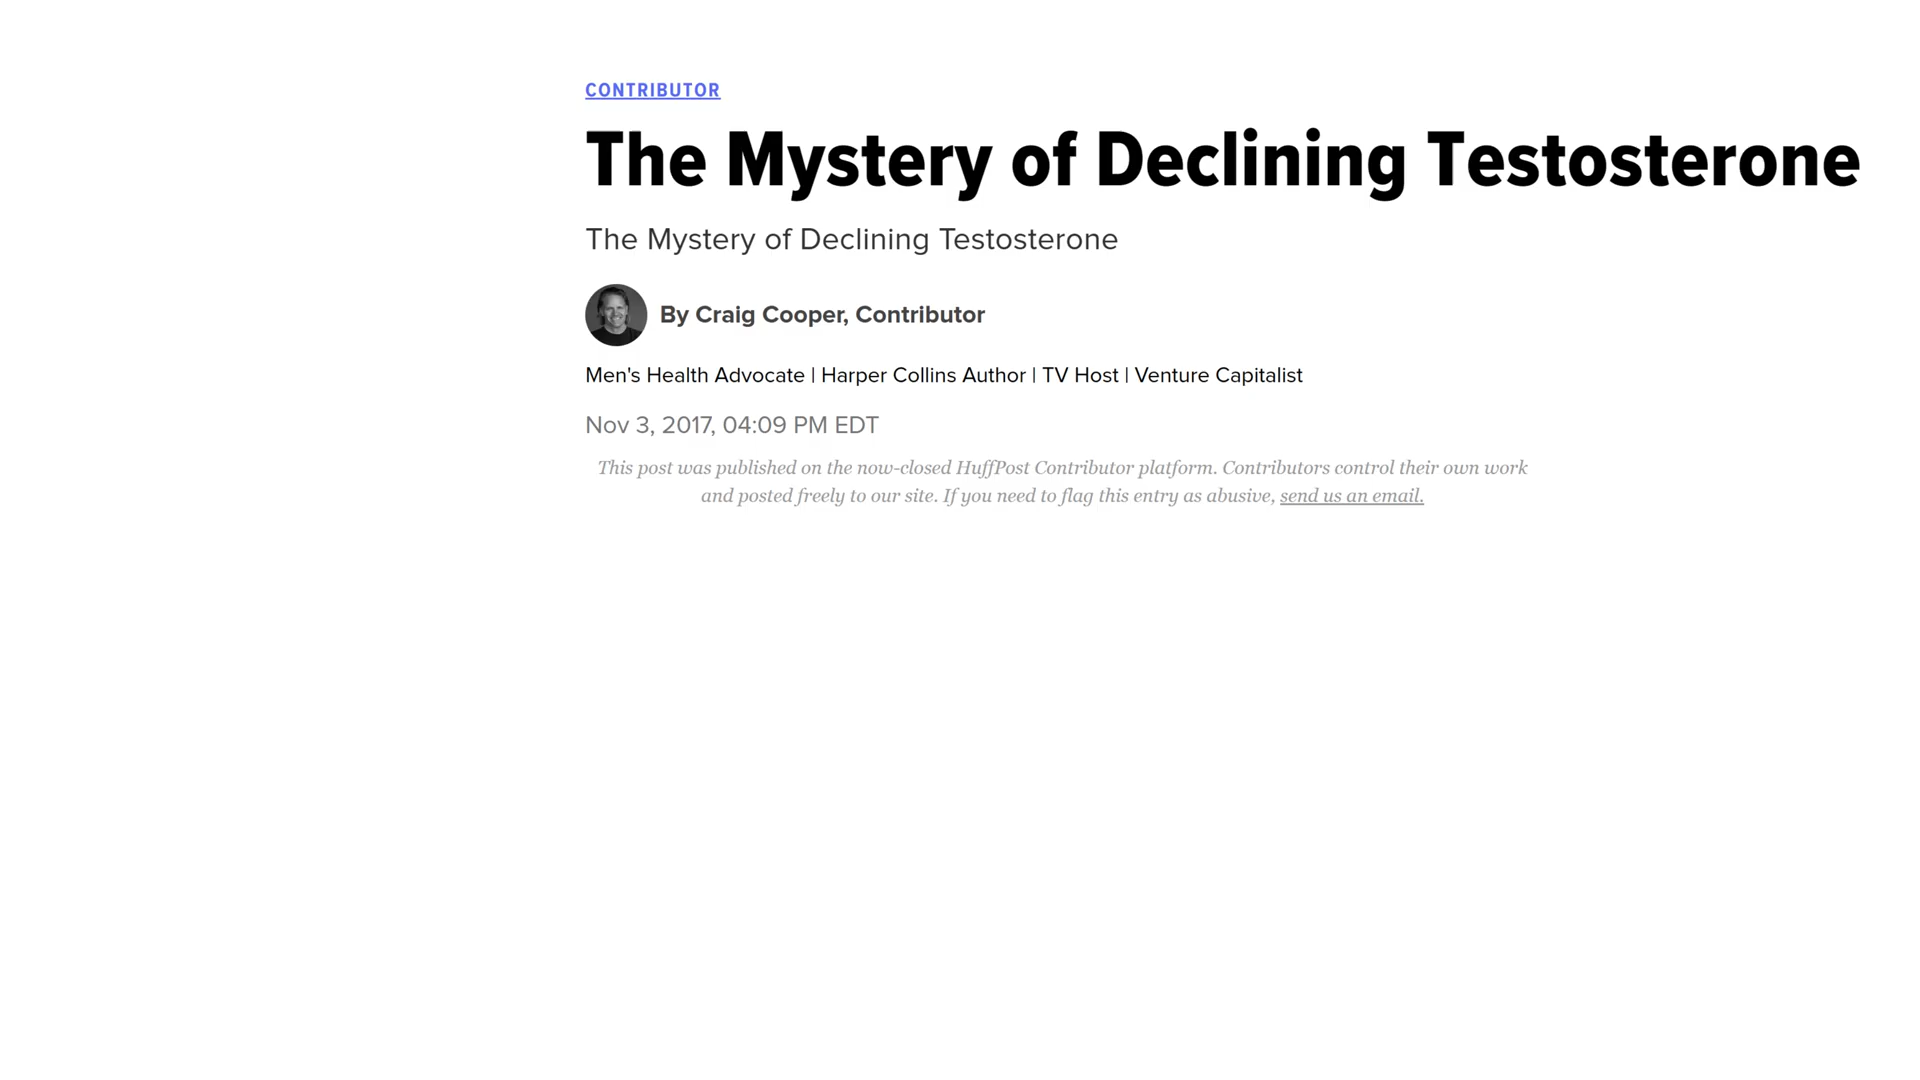 CONTRIBUTOR
The Mystery of Declining Testosterone
The Mystery of Declining Testosterone
By Craig Cooper, Contributor
Men's Health Advocate | Harper Collins Author | TV Host | Venture Capitalist
Nov 3, 2017, 04:09 PM EDT
This post was published on the now-closed HuffPost Contributor platform. Contributors control their own work
and posted freely to our site. If you need to flag this entry as abusive, send us an email.